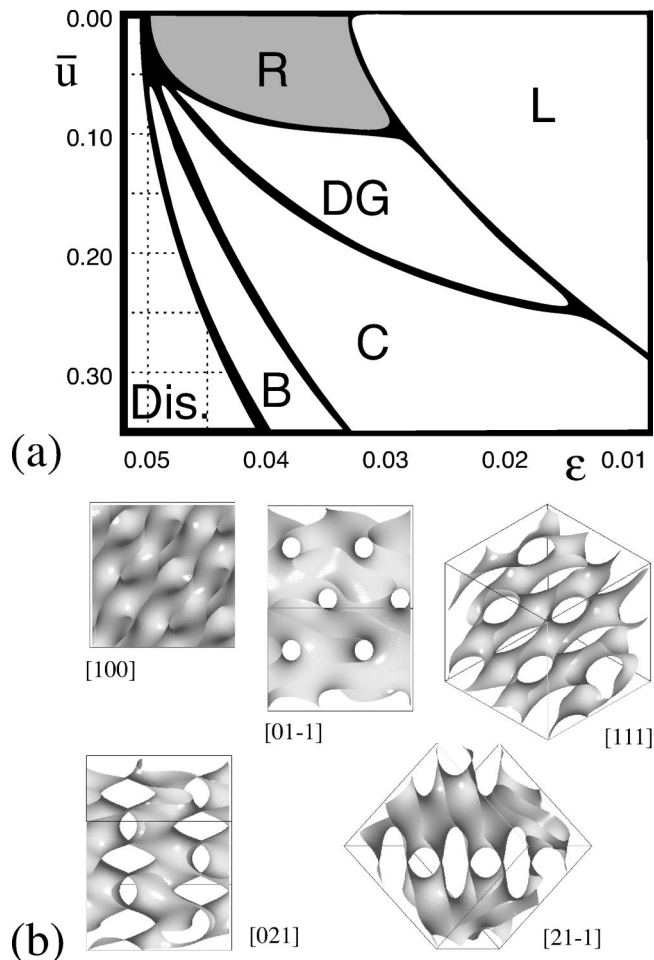 0.00
ū
R
L
0.10
DG
0.20
C
0.30
B
Dis.
(a)
0.05 0.04 0.03 0.02 ε 0.01
[100]
[01-1]
[111]
[021]
[21-1]
(b)